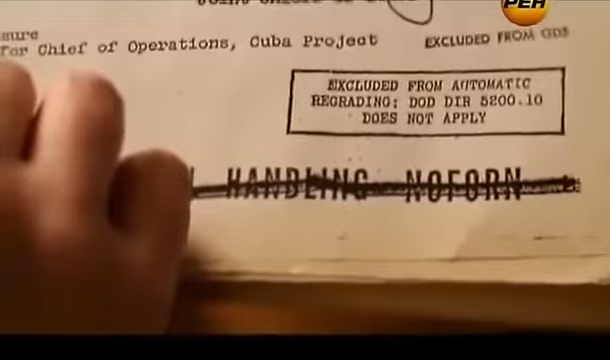 РЕН
sure
for Chief of Operations, Cuba Project
EXCLUDED FROM GDS
EXCLUDED FROM AUTOMATIC
REGRADING; DOD DIR 5200.10
DOES NOT APPLY
HANDLING NOFORN